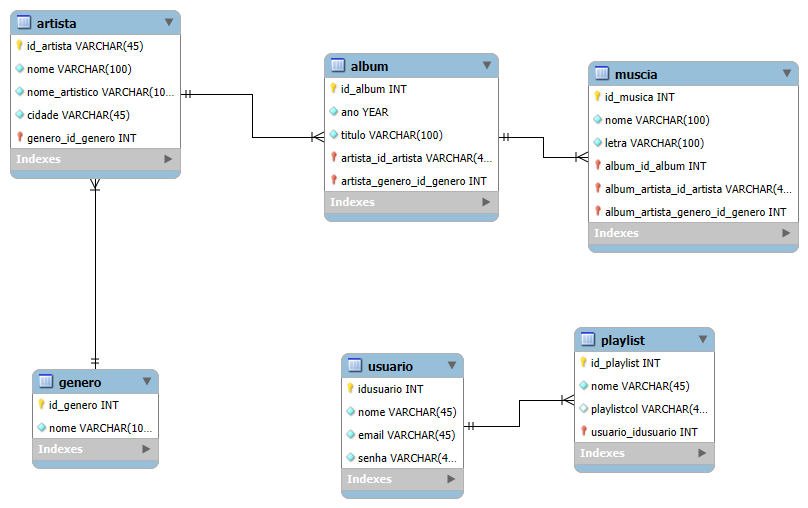 artista
id_artista VARCHAR(45)
nome VARCHAR(100)
nome_artistico VARCHAR(10...
cidade VARCHAR(45)
genero_id_genero INT
Indexes
album
id_album INT
ano YEAR
titulo VARCHAR(100)
artista_id_artista VARCHAR(4...
artista_genero_id_genero INT
Indexes
muscia
id_musica INT
nome VARCHAR(100)
letra VARCHAR(100)
album_id_album INT
album_artista_id_artista VARCHAR(4...
album_artista_genero_id_genero INT
Indexes
genero
id_genero INT
nome VARCHAR(10...
Indexes
usuario
idusuario INT
nome VARCHAR(45)
email VARCHAR(45)
senha VARCHAR(4...
Indexes
playlist
id_playlist INT
nome VARCHAR(45)
playlistcol VARCHAR(4...
usuario_idusuario INT
Indexes